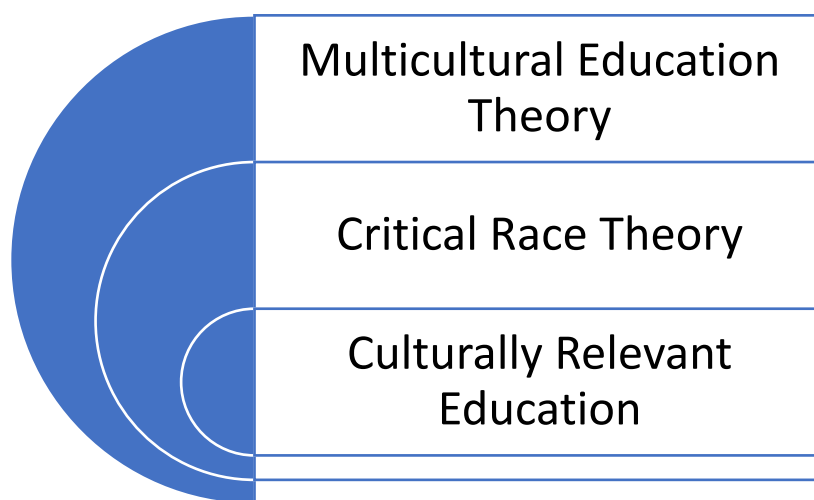 Multicultural Education
Theory
Critical Race Theory
Culturally Relevant
Education